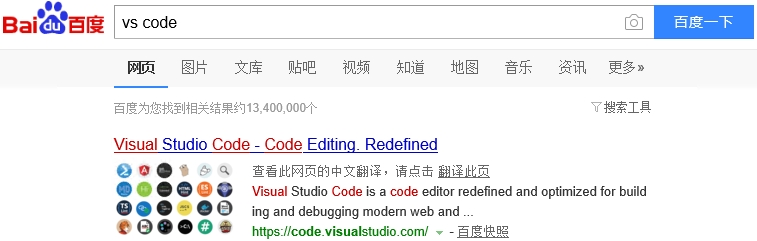 Bai du 百度 vs code 百度一下
网页 图片 文库 贴吧 视频 知道 地图 音乐 资讯 更多»
百度为您找到相关结果约13,400,000个 搜索工具
Visual Studio Code - Code Editing. Redefined
查看此网页的中文翻译，请点击 翻译此页
Visual Studio Code is a code editor redefined and optimized for build
ing and debugging modern web and ...
https://code.visualstudio.com/ - 百度快照